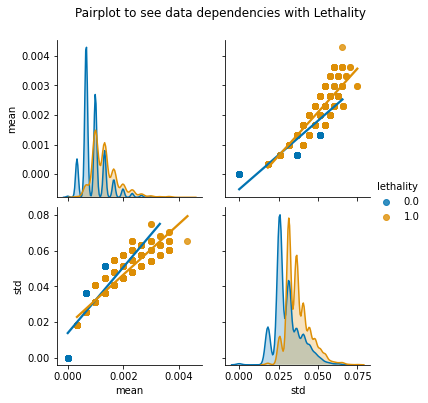 Pairplot to see data dependencies with Lethality
0.004
0.003
0.002
0.001
0.000
mean
lethality
0.0
1.0
0.08
0.06
0.04
0.02
0.00
std
0.000 0.002 0.004
mean
0.000 0.025 0.050 0.075
std